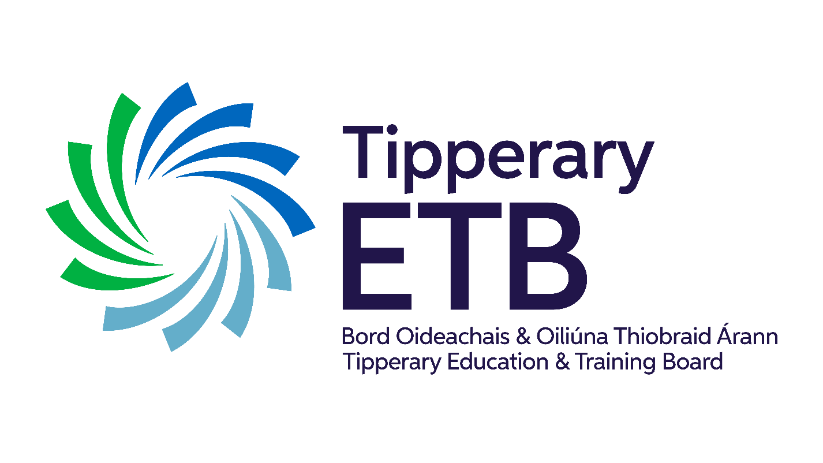 Tipperary
ETB
Bord Oideachais & Oiliúna Thiobraid Árann
Tipperary Education & Training Board